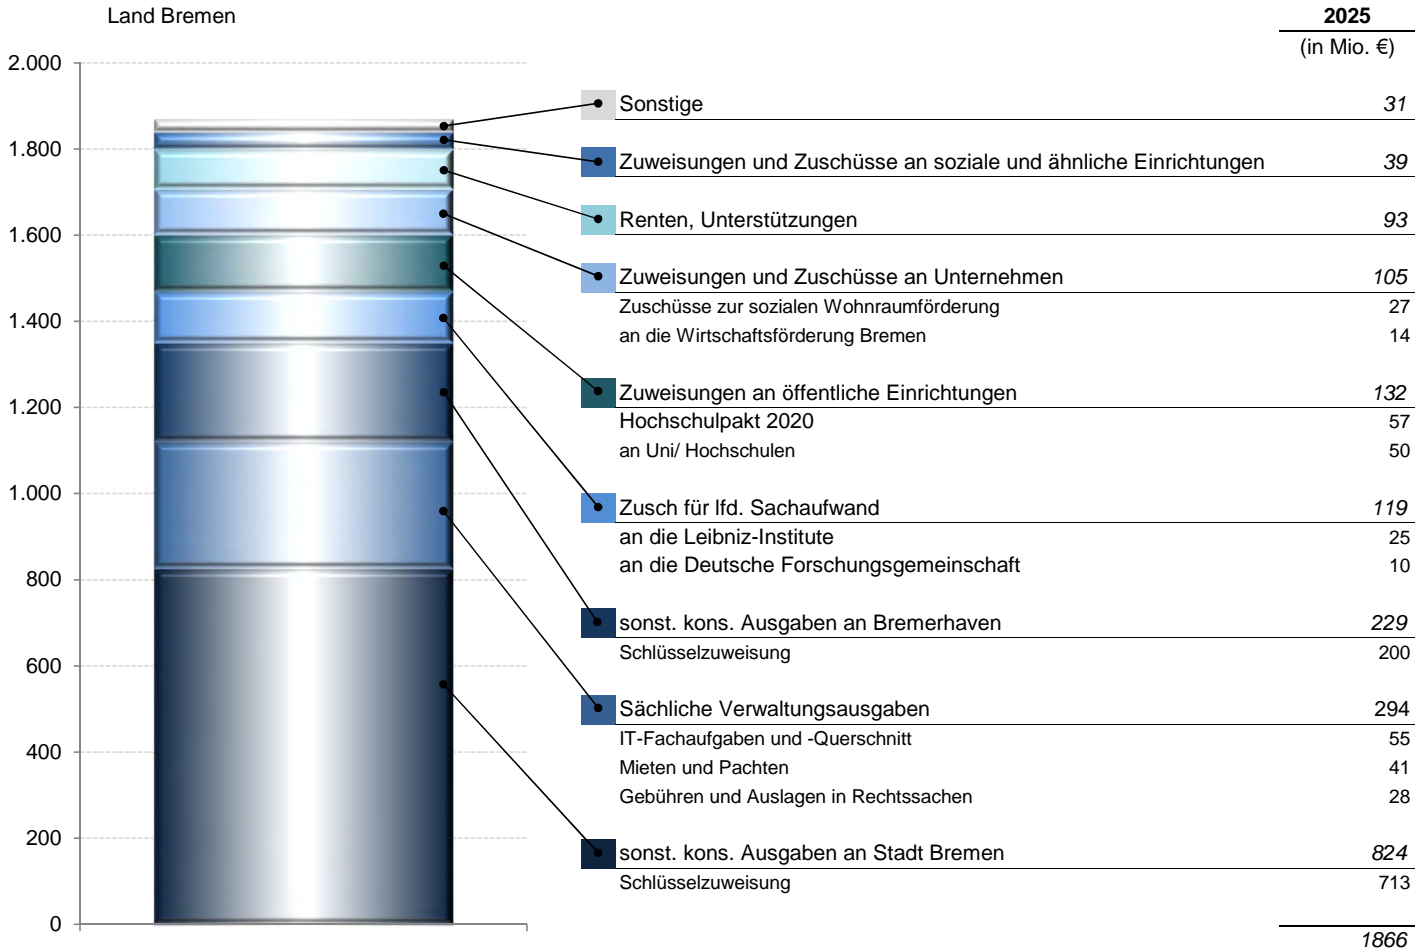 Land Bremen
2025
(in Mio. €)
2.000
1.800
1.600
1.400
1.200
1.000
800
600
400
200
0
Sonstige 31
Zuweisungen und Zuschüsse an soziale und ähnliche Einrichtungen 39
Renten, Unterstützungen 93
Zuweisungen und Zuschüsse an Unternehmen 105
Zuschüsse zur sozialen Wohnraumförderung 27
an die Wirtschaftsförderung Bremen 14
Zuweisungen an öffentliche Einrichtungen 132
Hochschulpakt 2020 57
an Uni/ Hochschulen 50
Zusch für lfd. Sachaufwand 119
an die Leibniz-Institute 25
an die Deutsche Forschungsgemeinschaft 10
sonst. kons. Ausgaben an Bremerhaven 229
Schlüsselzuweisung 200
Sächliche Verwaltungsausgaben 294
IT-Fachaufgaben und -Querschnitt 55
Mieten und Pachten 41
Gebühren und Auslagen in Rechtssachen 28
sonst. kons. Ausgaben an Stadt Bremen 824
Schlüsselzuweisung 713
1866